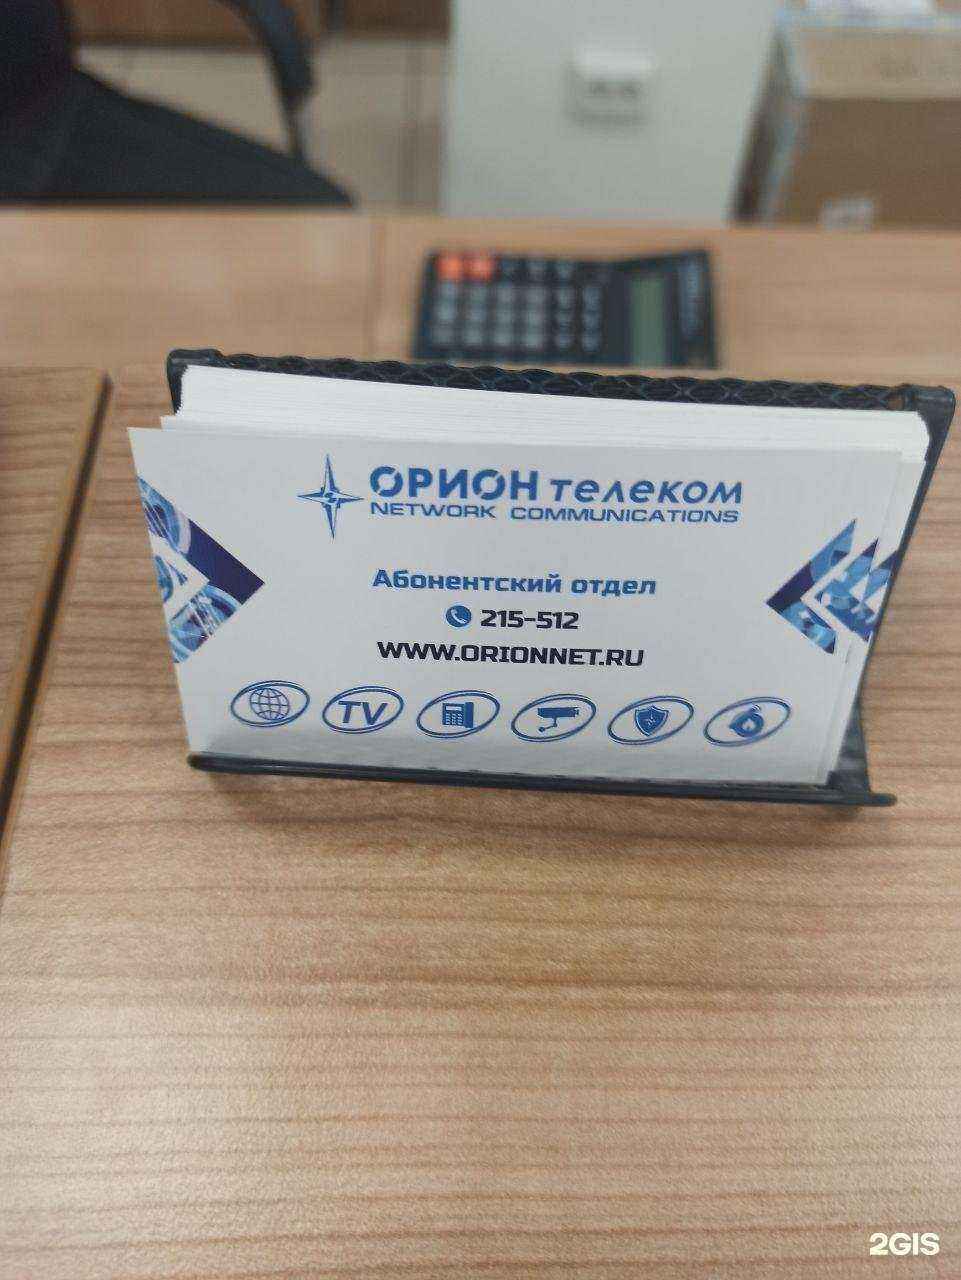 ОРИОН телеком
NETWORK COMMUNICATIONS
Абонентский отдел
215-512
WWW.ORIONNET.RU
TV
2GIS